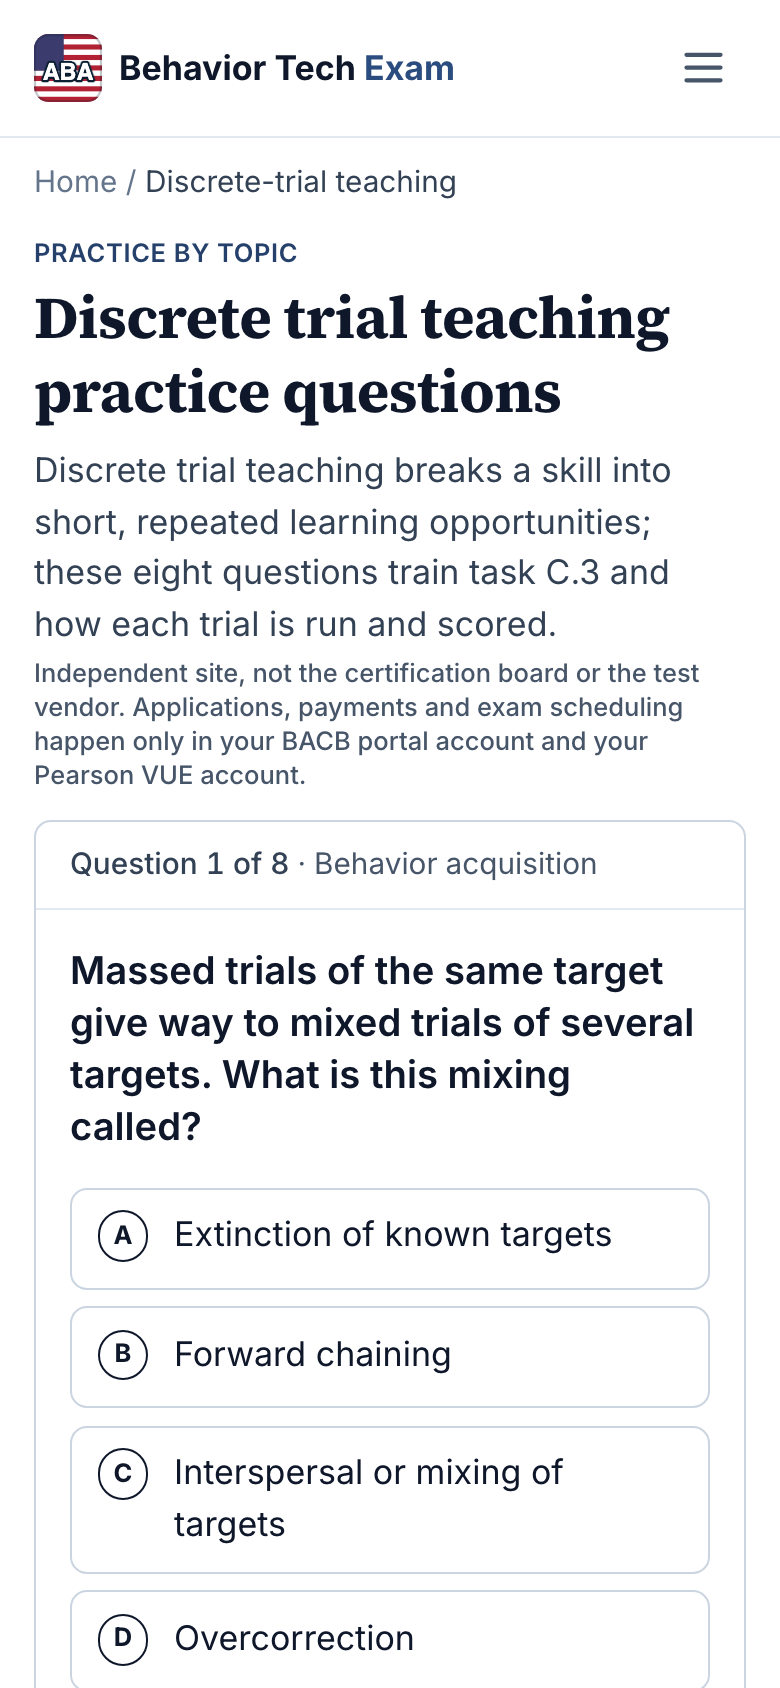 ABA Behavior Tech Exam
Home / Discrete-trial teaching
PRACTICE BY TOPIC
Discrete trial teaching
practice questions
Discrete trial teaching breaks a skill into
short, repeated learning opportunities;
these eight questions train task C.3 and
how each trial is run and scored.
Independent site, not the certification board or the test
vendor. Applications, payments and exam scheduling
happen only in your BACB portal account and your
Pearson VUE account.
Question 1 of 8 · Behavior acquisition
Massed trials of the same target
give way to mixed trials of several
targets. What is this mixing
called?
A Extinction of known targets
B Forward chaining
C Interspersal or mixing of
targets
D Overcorrection